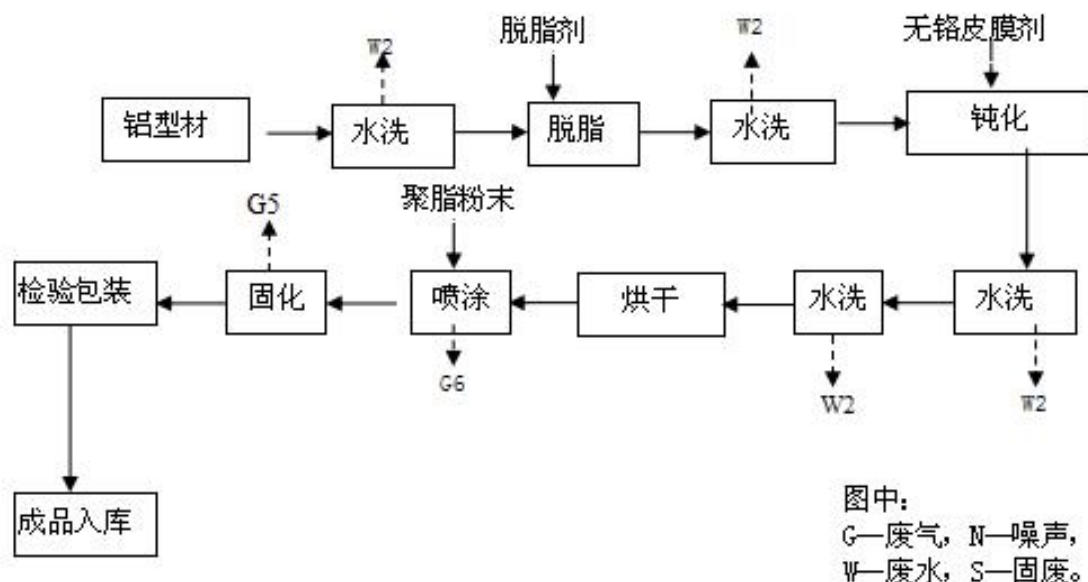 W2
脱脂剂
W2
无铬皮膜剂
铝型材
水洗
脱脂
水洗
钝化
G5
聚脂粉末
检验包装
固化
喷涂
烘干
水洗
水洗
G6
W2
W2
成品入库
图中：
G—废气，N—噪声，
W—废水，S—固废。